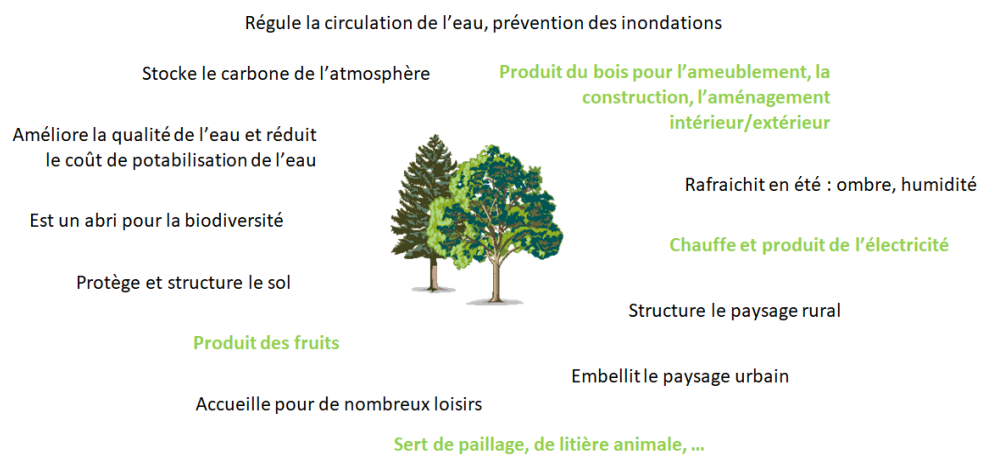 Régule la circulation de l'eau, prévention des inondations
Stocke le carbone de l'atmosphère
Produit du bois pour l'ameublement, la
construction, l'aménagement
intérieur/extérieur
Améliore la qualité de l'eau et réduit
le coût de potabilisation de l'eau
Rafraichit en été : ombre, humidité
Est un abri pour la biodiversité
Chauffe et produit de l'électricité
Protège et structure le sol
Structure le paysage rural
Produit des fruits
Embellit le paysage urbain
Accueille pour de nombreux loisirs
Sert de paillage, de litière animale, ...